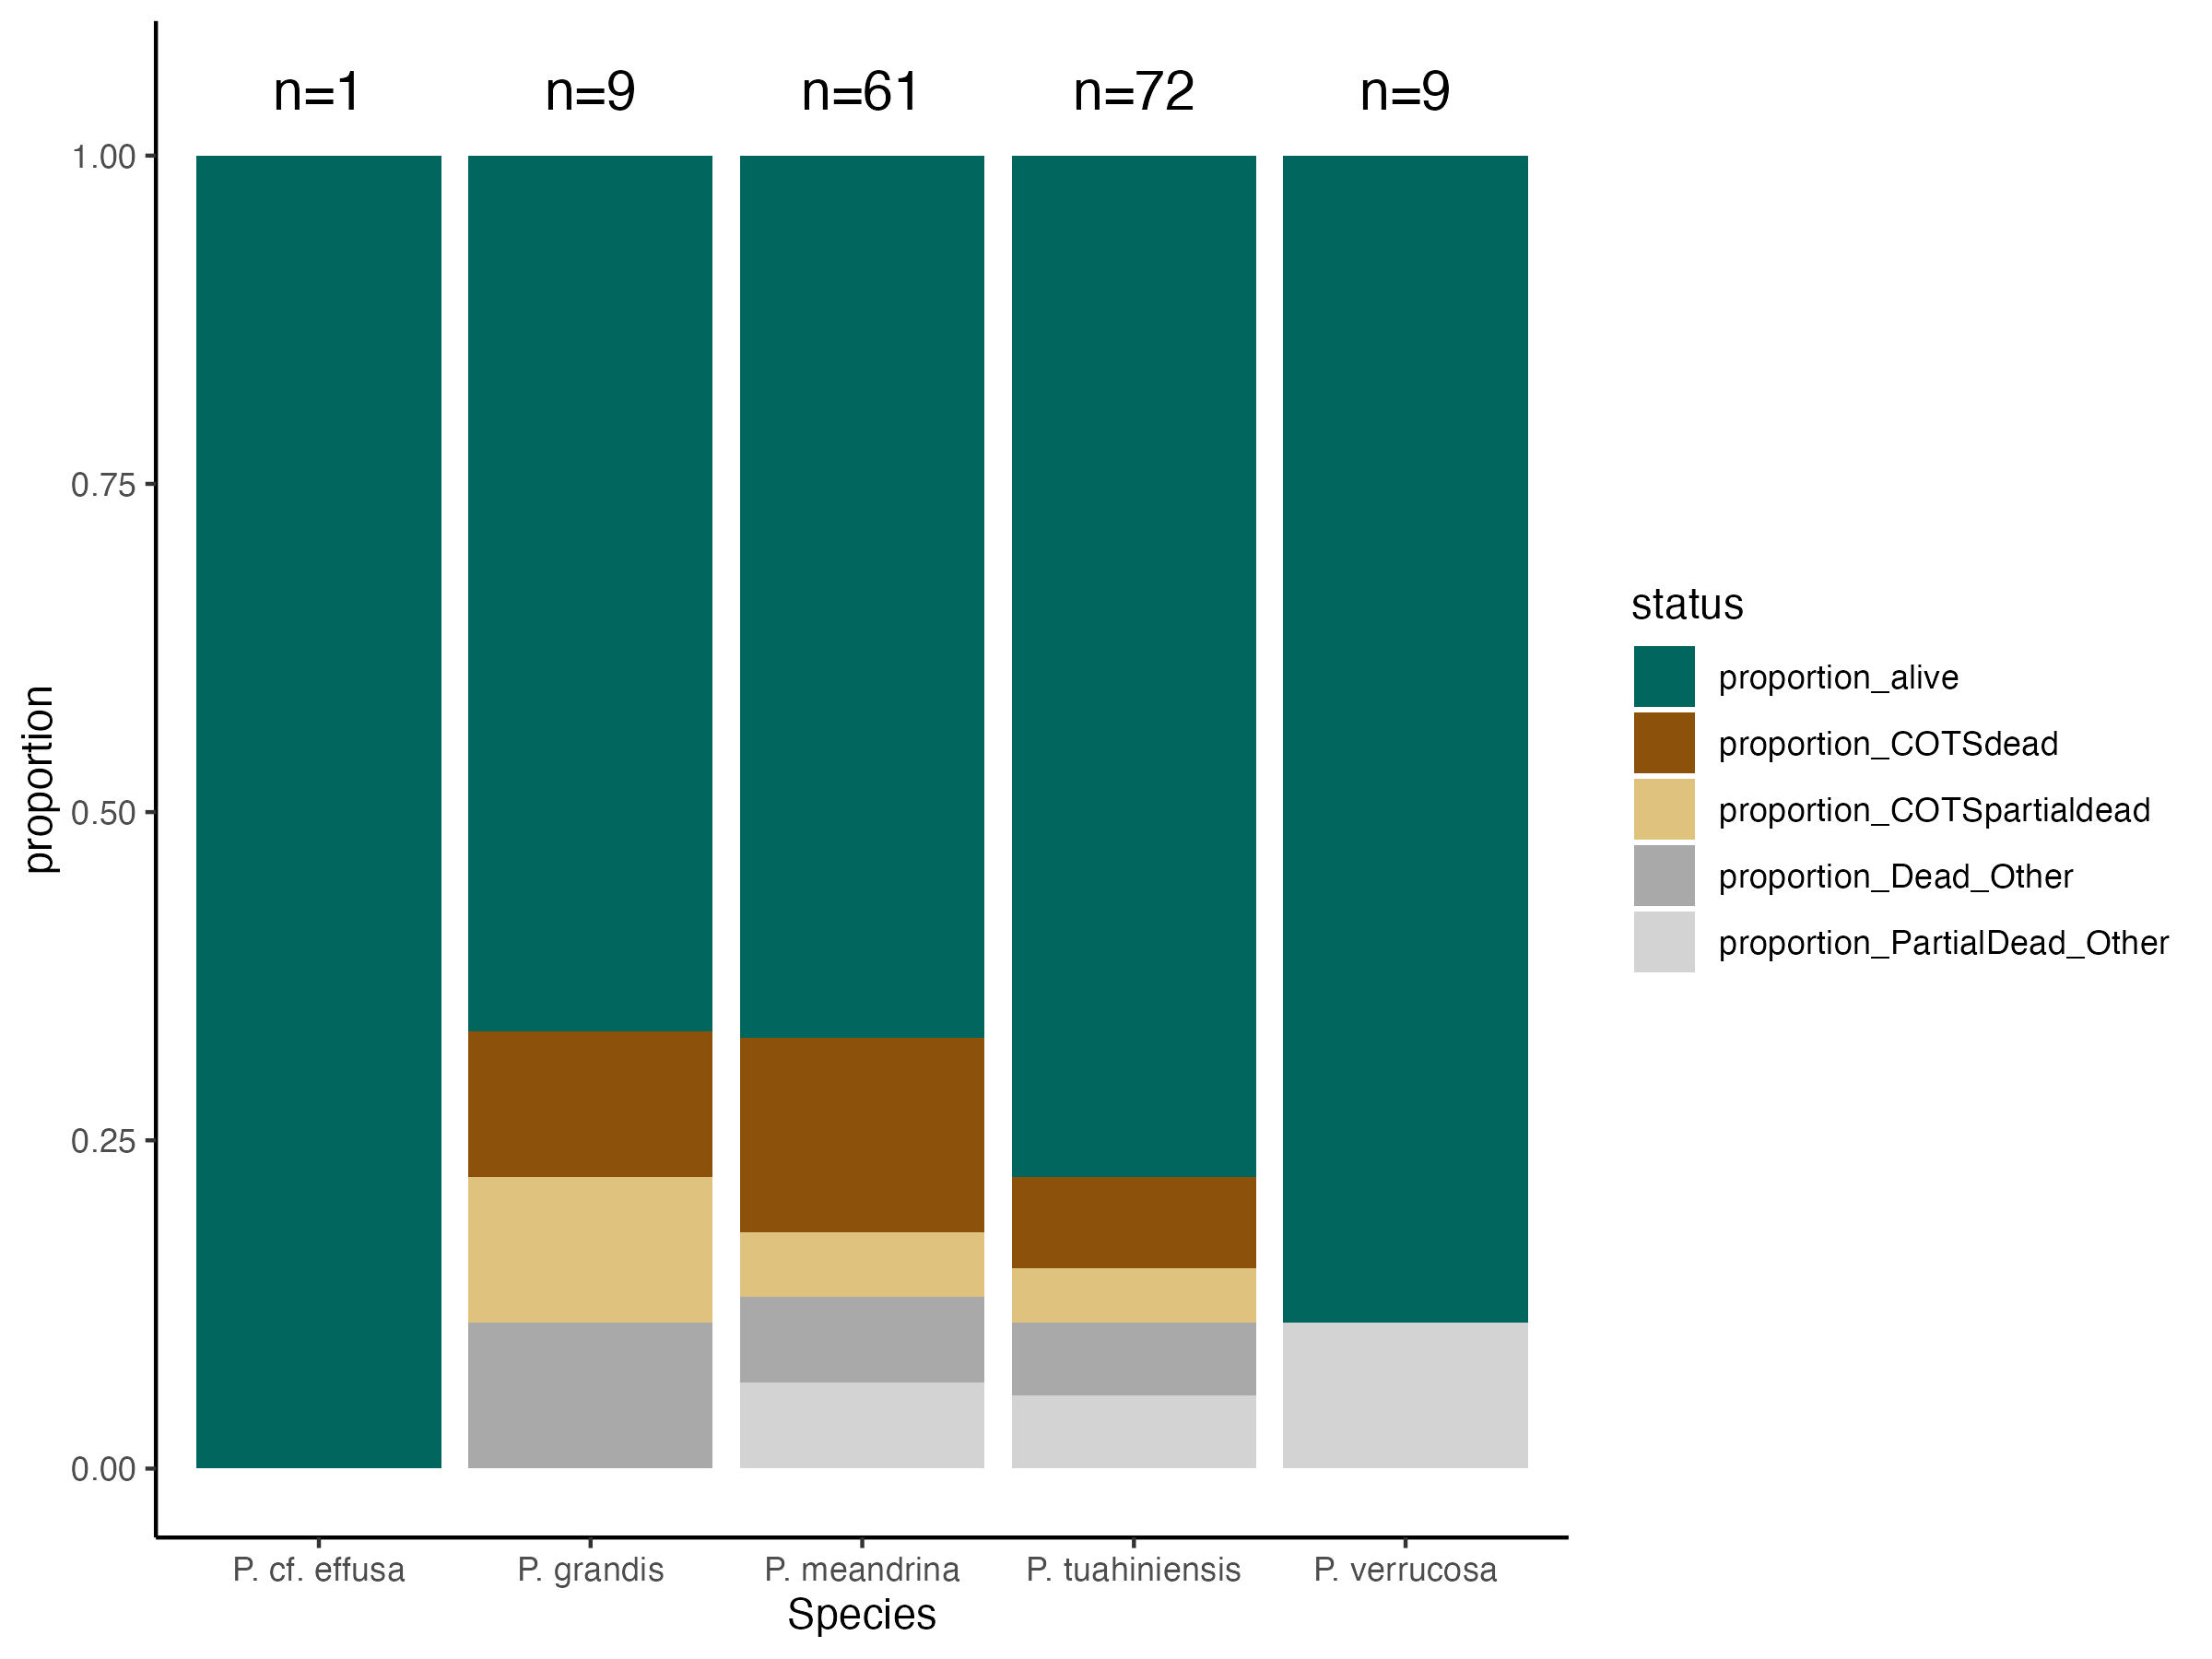 n=1 n=9 n=61 n=72 n=9
1.00
0.75
0.50
0.25
0.00
proportion
P. cf. effusa P. grandis P. meandrina P. tuahiniensis P. verrucosa
Species
status
proportion_alive
proportion_COTSdead
proportion_COTSpartialdead
proportion_Dead_Other
proportion_PartialDead_Other